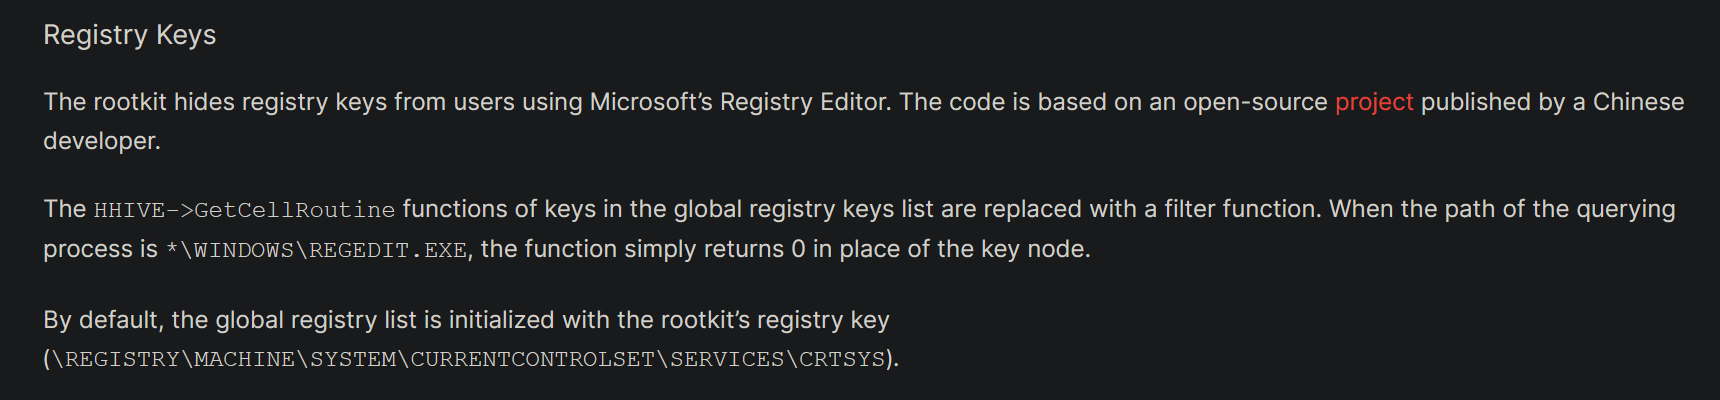 Registry Keys
The rootkit hides registry keys from users using Microsoft’s Registry Editor. The code is based on an open-source project published by a Chinese
developer.
The HHIVE->GetCellRoutine functions of keys in the global registry keys list are replaced with a filter function. When the path of the querying
process is *\WINDOWS\REGEDIT.EXE, the function simply returns 0 in place of the key node.
By default, the global registry list is initialized with the rootkit’s registry key
(\REGISTRY\MACHINE\SYSTEM\CURRENTCONTROLSET\SERVICES\CRTSYS).